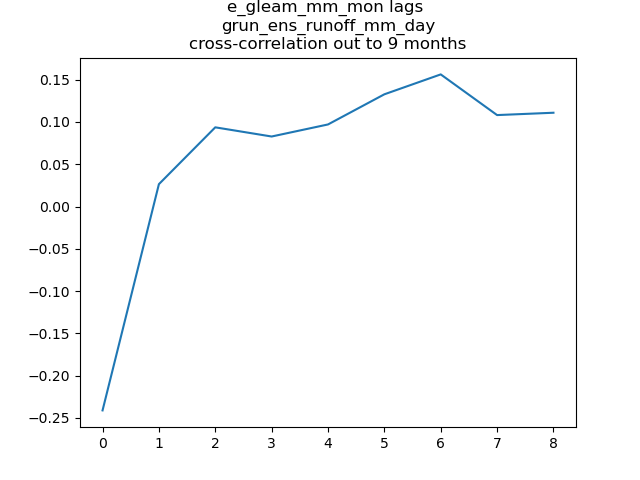 e_gleam_mm_mon lags
grun_ens_runoff_mm_day
cross-correlation out to 9 months
0.15
0.10
0.05
0.00
−0.05
−0.10
−0.15
−0.20
−0.25
0 1 2 3 4 5 6 7 8